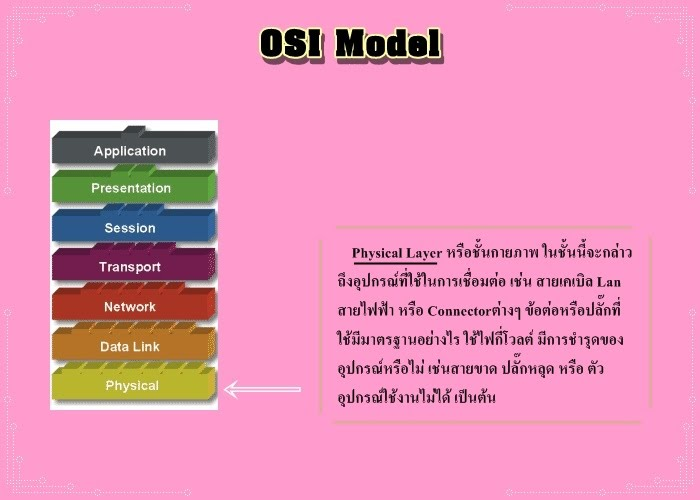 OSI Model
Application
Presentation
Session
Transport
Network
Data Link
Physical
Physical Layer หรือชั้นกายภาพ ในชั้นนี้จะกล่าว
ถึงอุปกรณ์ที่ใช้ในการเชื่อมต่อ เช่น สายเคเบิล Lan
สายไฟฟ้า หรือ Connectorต่างๆ ข้อต่อหรือปลั๊กที่
ใช้มีมาตรฐานอย่างไร ใช้ไฟกี่โวลต์ มีการชำรุดของ
อุปกรณ์หรือไม่ เช่นสายขาด ปลั๊กหลุด หรือ ตัว
อุปกรณ์ใช้งานไม่ได้ เป็นต้น